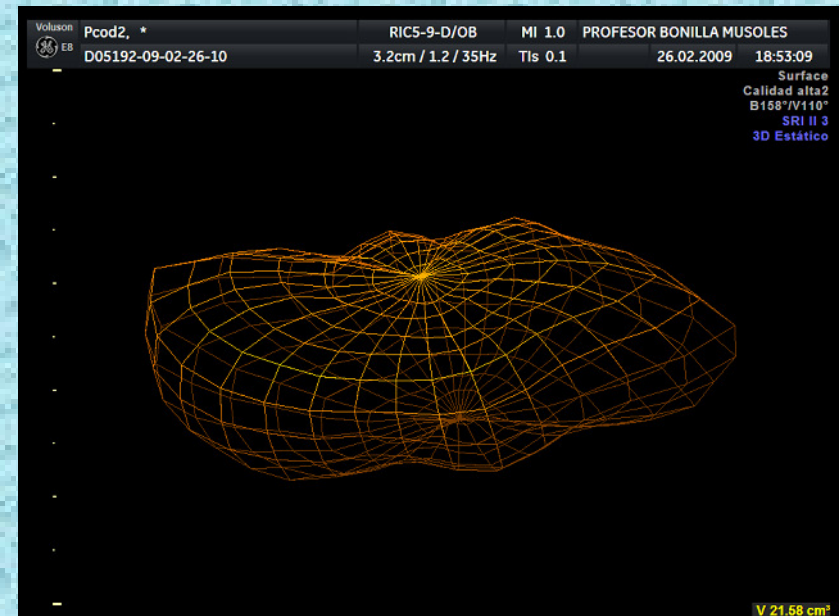 Voluson E8
Pcod2, * RIC5-9-D/OB MI 1.0 PROFESOR BONILLA MUSOLES
D05192-09-02-26-10 3.2cm / 1.2 / 35Hz TIs 0.1 26.02.2009 18:53:09
Surface
Calidad alta2
B158°/V110°
SRI II 3
3D Estático
V 21.58 cm³